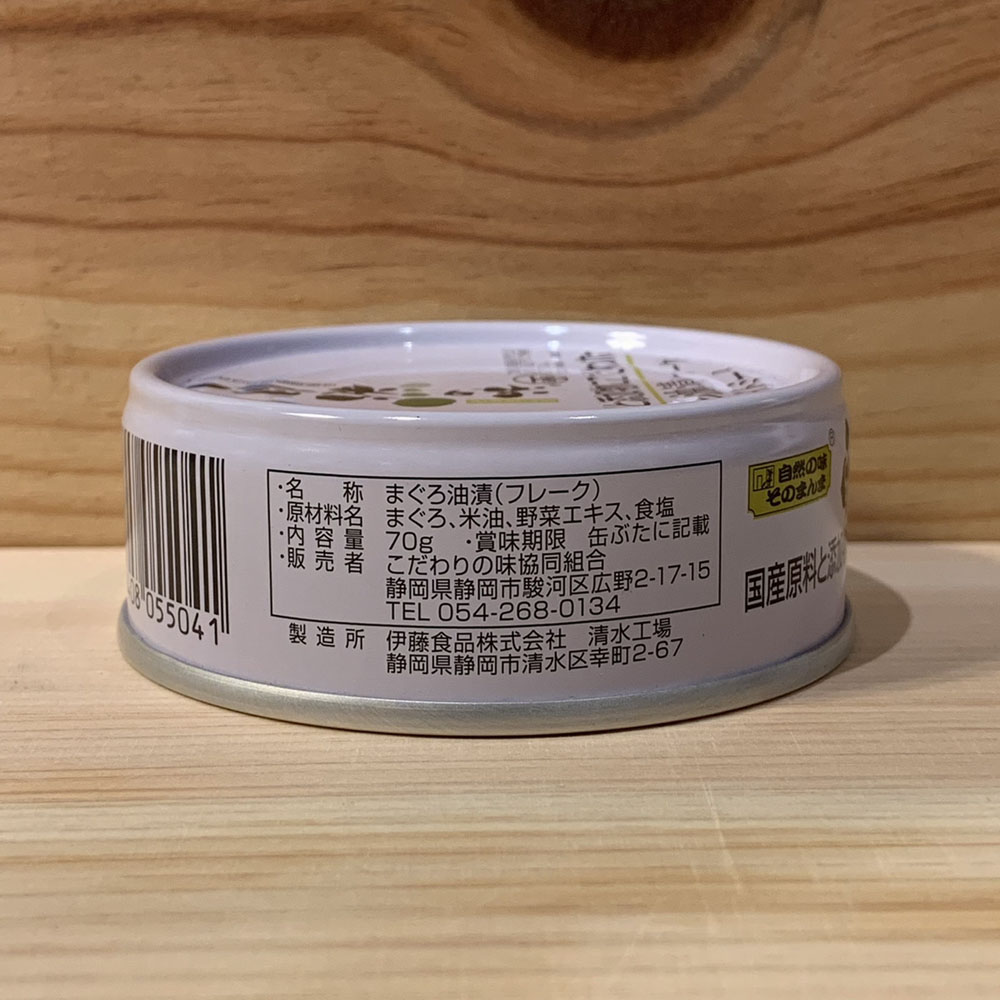 ・名　称　まぐろ油漬(フレーク)
・原材料名　まぐろ、米油、野菜エキス、食塩
・内容量　70g　・賞味期限　缶ぶたに記載
・販売者　こだわりの味協同組合
静岡県静岡市駿河区広野2-17-15
TEL 054-268-0134
製造所　伊藤食品株式会社　清水工場
静岡県静岡市清水区幸町2-67
08 055041
自然の味®
そのまんま
国産原料と添